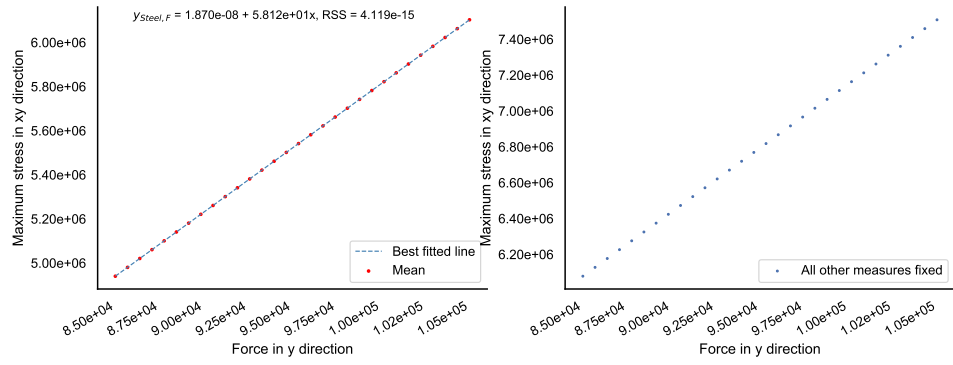 y_{Steel, F} = 1.870e-08 + 5.812e+01x, RSS = 4.119e-15
Maximum stress in xy direction
6.00e+06
5.80e+06
5.60e+06
5.40e+06
5.20e+06
5.00e+06
Best fitted line
Mean
8.50e+04
8.75e+04
9.00e+04
9.25e+04
9.50e+04
9.75e+04
1.00e+05
1.02e+05
1.05e+05
Force in y direction
Maximum stress in xy direction
7.40e+06
7.20e+06
7.00e+06
6.80e+06
6.60e+06
6.40e+06
6.20e+06
All other measures fixed
8.50e+04
8.75e+04
9.00e+04
9.25e+04
9.50e+04
9.75e+04
1.00e+05
1.02e+05
1.05e+05
Force in y direction